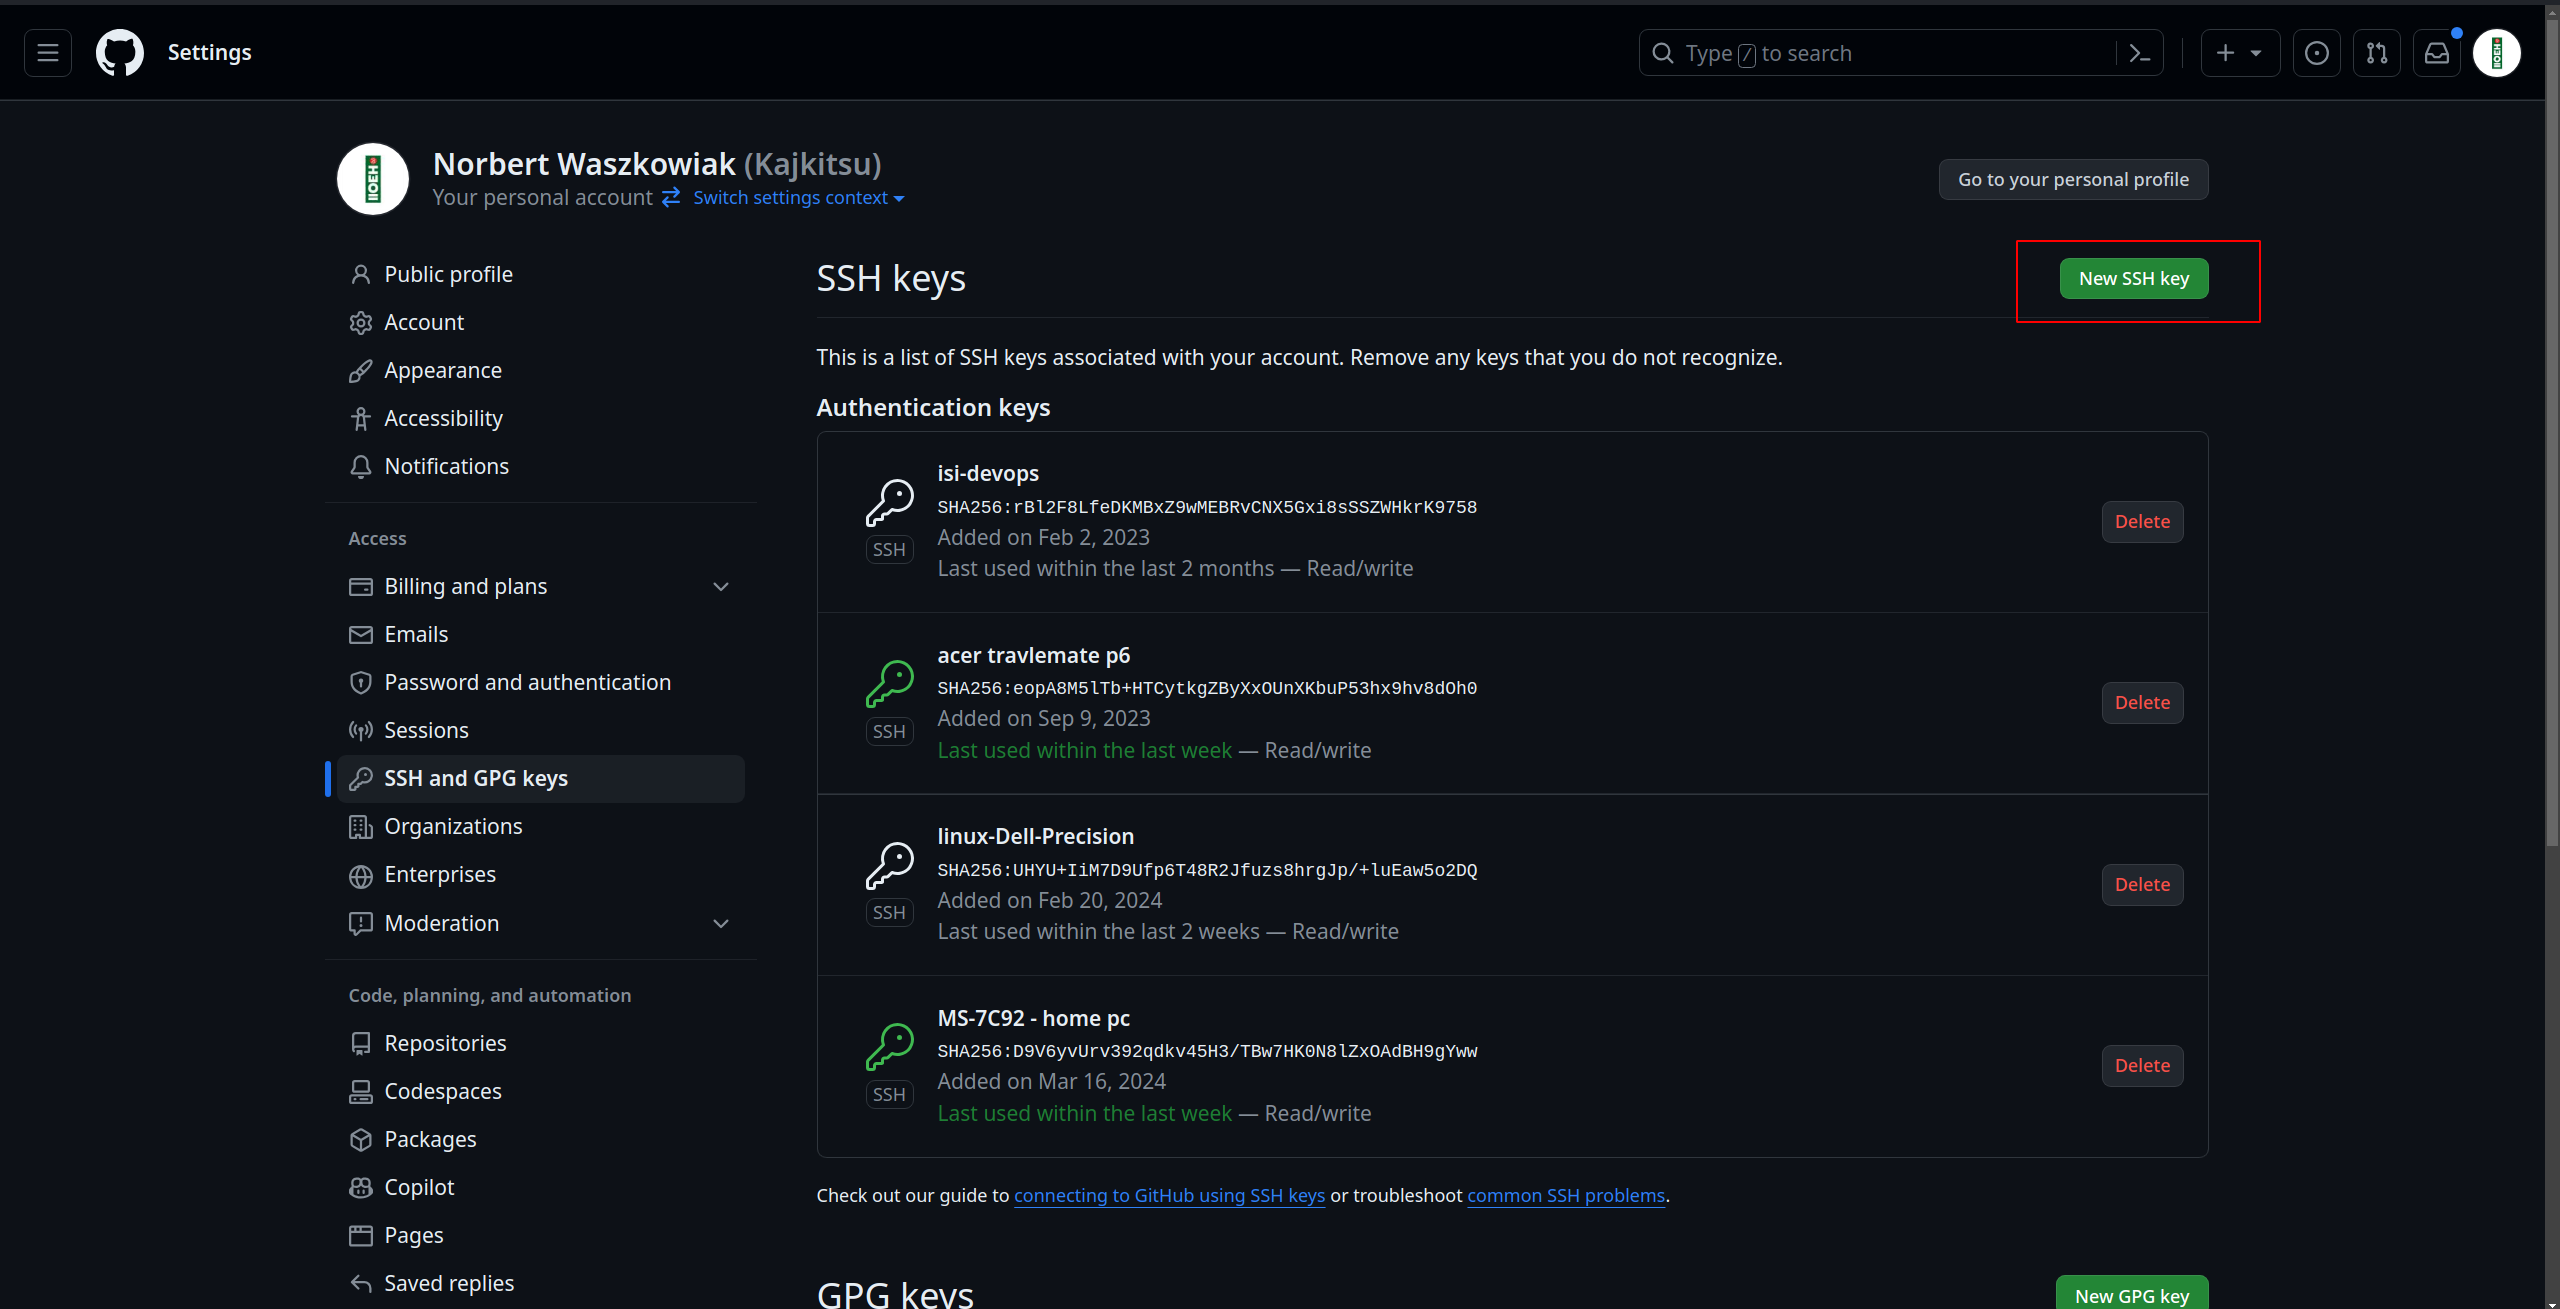 Settings
Type / to search
Norbert Waszkowiak (Kajkitsu)
Your personal account Switch settings context
Go to your personal profile
Public profile
Account
Appearance
Accessibility
Notifications
Access
Billing and plans
Emails
Password and authentication
Sessions
SSH and GPG keys
Organizations
Enterprises
Moderation
Code, planning, and automation
Repositories
Codespaces
Packages
Copilot
Pages
Saved replies
SSH keys
New SSH key
This is a list of SSH keys associated with your account. Remove any keys that you do not recognize.
Authentication keys
isi-devops
SHA256:rBl2F8LfeDKMBxZ9wMEBRvCNX5Gxi8sSSZWHkrK9758
Added on Feb 2, 2023
Last used within the last 2 months — Read/write
SSH
Delete
acer travlemate p6
SHA256:eopA8M5lTb+HTCytkgZByXxOUnXKbuP53hx9hv8dOh0
Added on Sep 9, 2023
Last used within the last week — Read/write
SSH
Delete
linux-Dell-Precision
SHA256:UHYU+IiM7D9Ufp6T48R2Jfuzs8hrgJp/+luEaw5o2DQ
Added on Feb 20, 2024
Last used within the last 2 weeks — Read/write
SSH
Delete
MS-7C92 - home pc
SHA256:D9V6yvUrv392qdkv45H3/TBw7HK0N8lZxOAdBH9gYww
Added on Mar 16, 2024
Last used within the last week — Read/write
SSH
Delete
Check out our guide to connecting to GitHub using SSH keys or troubleshoot common SSH problems.
GPG keys
New GPG key